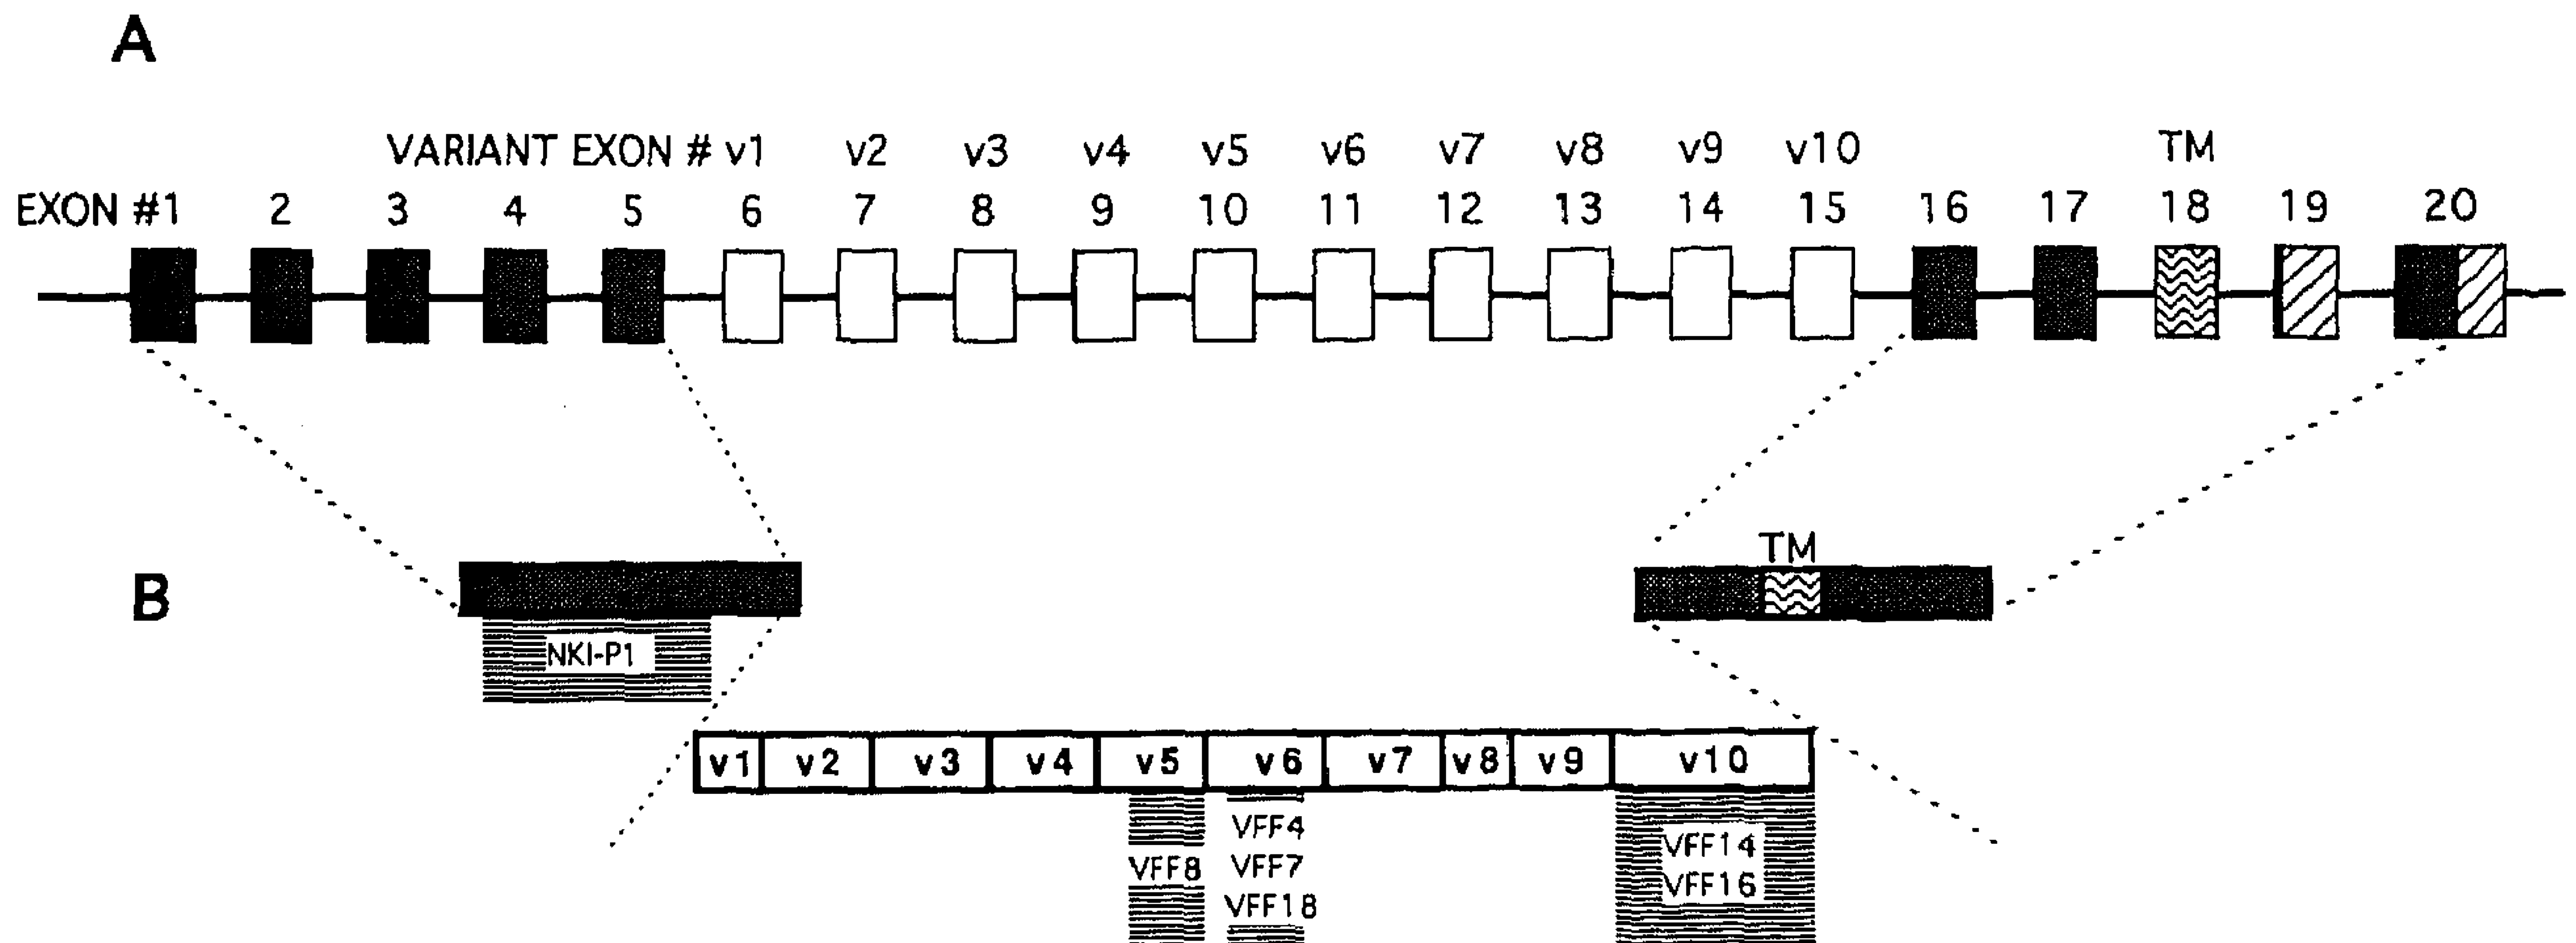 A
VARIANT EXON # v1 v2 v3 v4 v5 v6 v7 v8 v9 v10 TM
EXON #1 2 3 4 5 6 7 8 9 10 11 12 13 14 15 16 17 18 19 20
TM
B
NKI-P1
v1 v2 v3 v4 v5 v6 v7 v8 v9 v10
VFF4
VFF14
VFF8 VFF7
VFF16
VFF18